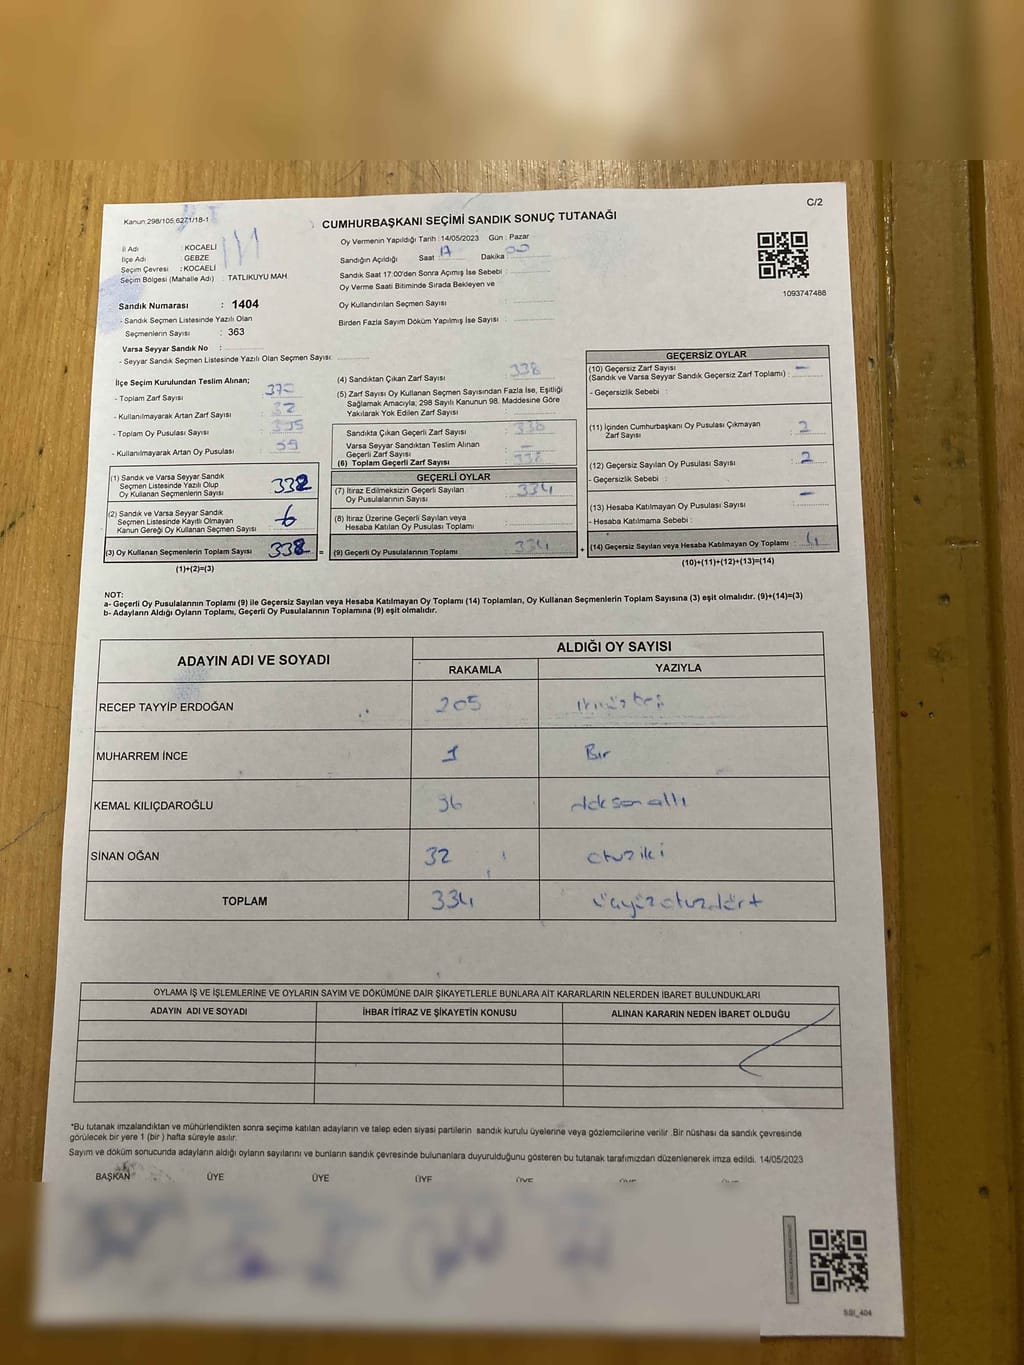 C/2
Kanun:298/105,6271/18-1
CUMHURBAŞKANI SEÇİMİ SANDIK SONUÇ TUTANAĞI
İl Adı : KOCAELİ
İlçe Adı : GEBZE
Seçim Çevresi : KOCAELİ
Seçim Bölgesi (Mahalle Adı) : TATLIKUYU MAH.
Oy Vermenin Yapıldığı Tarih : 14/05/2023 Gün : Pazar
Sandığın Açıldığı Saat 17 Dakika 00
Sandık Saat 17:00'den Sonra Açılmış İse Sebebi :
Oy Verme Saati Bitiminde Sırada Bekleyen ve
Oy Kullandırılan Seçmen Sayısı :
Birden Fazla Sayım Döküm Yapılmış İse Sayısı :
1093747486
Sandık Numarası : 1404
- Sandık Seçmen Listesinde Yazılı Olan
Seçmenlerin Sayısı : 363
Varsa Seyyar Sandık No :
- Seyyar Sandık Seçmen Listesinde Yazılı Olan Seçmen Sayısı:
İlçe Seçim Kurulundan Teslim Alınan;
- Toplam Zarf Sayısı : 370
- Kullanılmayarak Artan Zarf Sayısı : 32
- Toplam Oy Pusulası Sayısı :
- Kullanılmayarak Artan Oy Pusulası :
(1) Sandık ve Varsa Seyyar Sandık
Seçmen Listesinde Yazılı Olup
Oy Kullanan Seçmenlerin Sayısı 332
(2) Sandık ve Varsa Seyyar Sandık
Seçmen Listesinde Kayıtlı Olmayan
Kanun Gereği Oy Kullanan Seçmen Sayısı 6
(3) Oy Kullanan Seçmenlerin Toplam Sayısı 338
(1)+(2)=(3)
(4) Sandıktan Çıkan Zarf Sayısı : 338
(5) Zarf Sayısı Oy Kullanan Seçmen Sayısından Fazla İse, Eşitliği
Sağlamak Amacıyla; 298 Sayılı Kanunun 98. Maddesine Göre
Yakılarak Yok Edilen Zarf Sayısı :
Sandıkta Çıkan Geçerli Zarf Sayısı : 338
Varsa Seyyar Sandıktan Teslim Alınan
Geçerli Zarf Sayısı : –
(6) Toplam Geçerli Zarf Sayısı : 338
GEÇERLİ OYLAR
(7) İtiraz Edilmeksizin Geçerli Sayılan
Oy Pusulalarının Sayısı : 334
(8) İtiraz Üzerine Geçerli Sayılan veya
Hesaba Katılan Oy Pusulası Toplamı :
= (9) Geçerli Oy Pusulalarının Toplamı : 334
GEÇERSİZ OYLAR
(10) Geçersiz Zarf Sayısı
(Sandık ve Varsa Seyyar Sandık Geçersiz Zarf Toplamı) : –
- Geçersizlik Sebebi :
(11) İçinden Cumhurbaşkanı Oy Pusulası Çıkmayan
Zarf Sayısı : 2
(12) Geçersiz Sayılan Oy Pusulası Sayısı : 2
- Geçersizlik Sebebi :
(13) Hesaba Katılmayan Oy Pusulası Sayısı : –
- Hesaba Katılmama Sebebi :
+ (14) Geçersiz Sayılan veya Hesaba Katılmayan Oy Toplamı : 4
(10)+(11)+(12)+(13)=(14)
NOT:
a- Geçerli Oy Pusulalarının Toplamı (9) ile Geçersiz Sayılan veya Hesaba Katılmayan Oy Toplamı (14) Toplamları, Oy Kullanan Seçmenlerin Toplam Sayısına (3) eşit olmalıdır. (9)+(14)=(3)
b- Adayların Aldığı Oyların Toplamı, Geçerli Oy Pusulalarının Toplamına (9) eşit olmalıdır.
ADAYIN ADI VE SOYADI
ALDIĞI OY SAYISI
RAKAMLA YAZIYLA
RECEP TAYYİP ERDOĞAN 205
MUHARREM İNCE 1 Bir
KEMAL KILIÇDAROĞLU 96 doksanaltı
SİNAN OĞAN 32 otuziki
TOPLAM 334 üçyüzotuzdört
OYLAMA İŞ VE İŞLEMLERİNE VE OYLARIN SAYIM VE DÖKÜMÜNE DAİR ŞİKAYETLERLE BUNLARA AİT KARARLARIN NELERDEN İBARET BULUNDUKLARI
ADAYIN ADI VE SOYADI İHBAR İTİRAZ VE ŞİKAYETİN KONUSU ALINAN KARARIN NEDEN İBARET OLDUĞU
*Bu tutanak imzalandıktan ve mühürlendikten sonra seçime katılan adayların ve talep eden siyasi partilerin sandık kurulu üyelerine veya gözlemcilerine verilir .Bir nüshası da sandık çevresinde
görülecek bir yere 1 (bir ) hafta süreyle asılır.
Sayım ve döküm sonucunda adayların aldığı oyların sayılarını ve bunların sandık çevresinde bulunanlara duyurulduğunu gösteren bu tutanak tarafımızdan düzenlenerek imza edildi. 14/05/2023
BAŞKAN ÜYE ÜYE ÜYE ÜYE ÜYE ÜYE
SSI_404